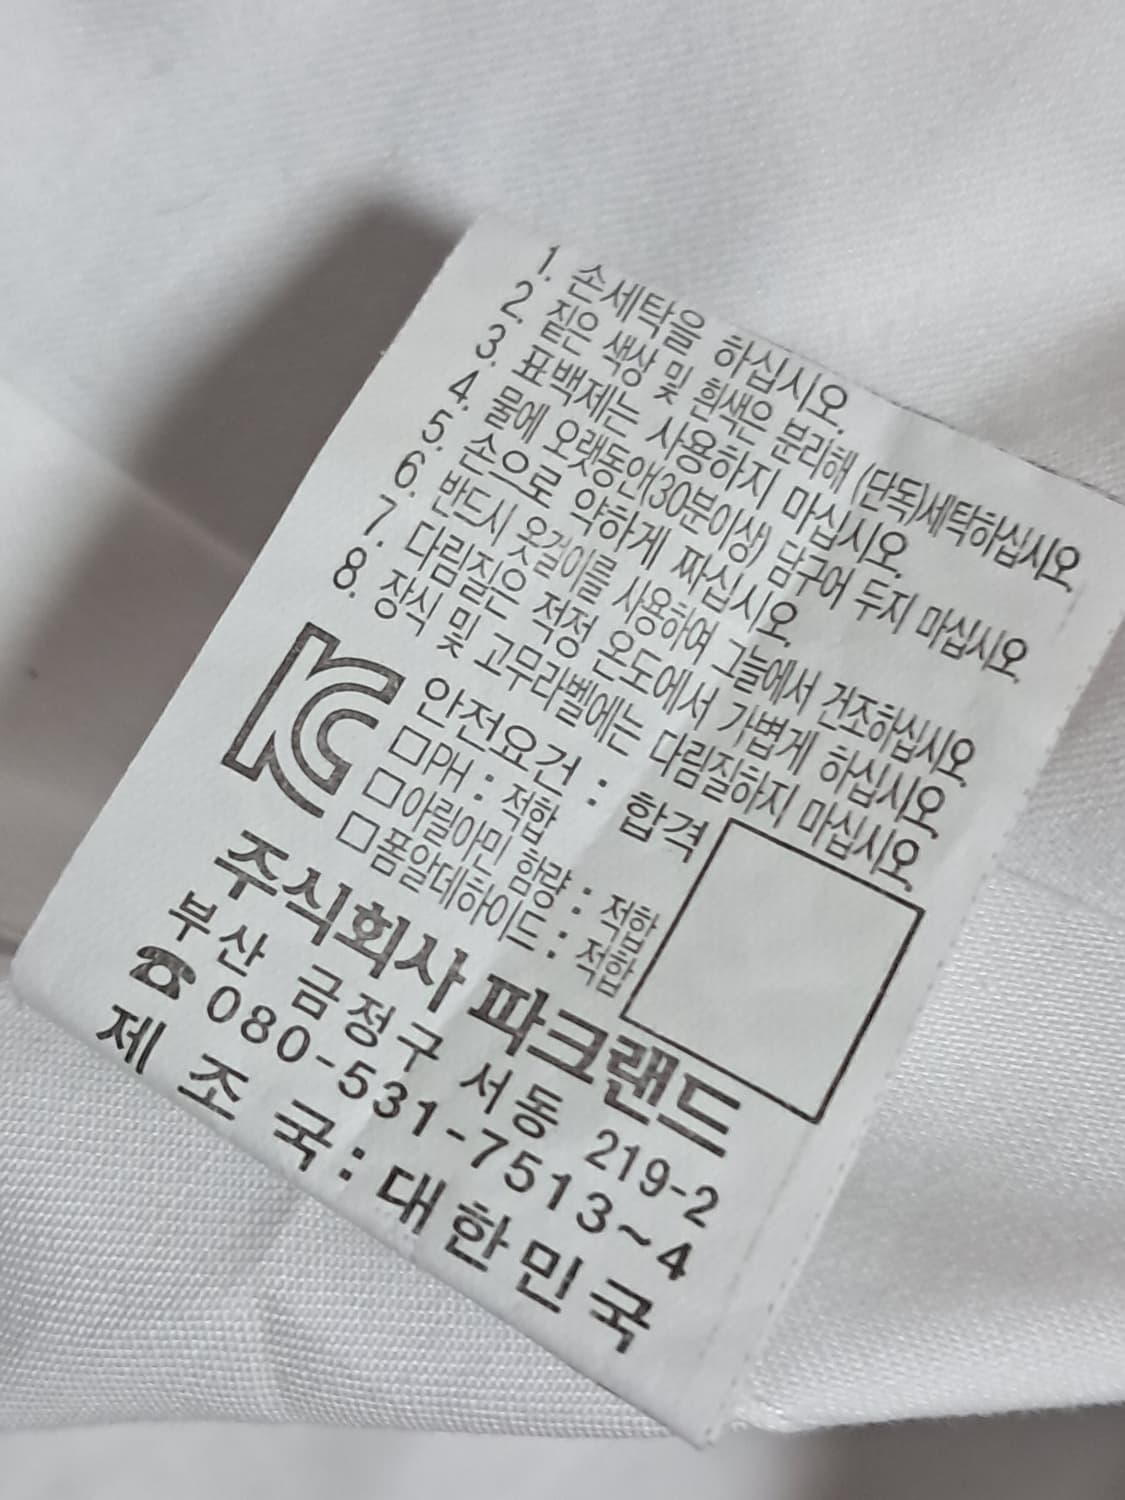 1. 손세탁을 하십시오.
2. 짙은 색상 및 흰색은 분리해 (단독)세탁하십시오.
3. 표백제는 사용하지 마십시오.
4. 물에 오랫동안(30분이상) 담구어 두지 마십시오.
5. 손으로 약하게 짜십시오.
6. 반드시 옷걸이를 사용하여 그늘에서 건조하십시오.
7. 다림질은 적정 온도에서 가볍게 하십시오.
8. 장식 및 고무라벨에는 다림질하지 마십시오.
KC 안전요건 : 합격
□PH : 적합
□아릴아민 함량 : 적합
□폼알데하이드 : 적합
주식회사 파크랜드
부산 금정구 서동 219-2
☎ 080-531-7513~4
제조국:대한민국